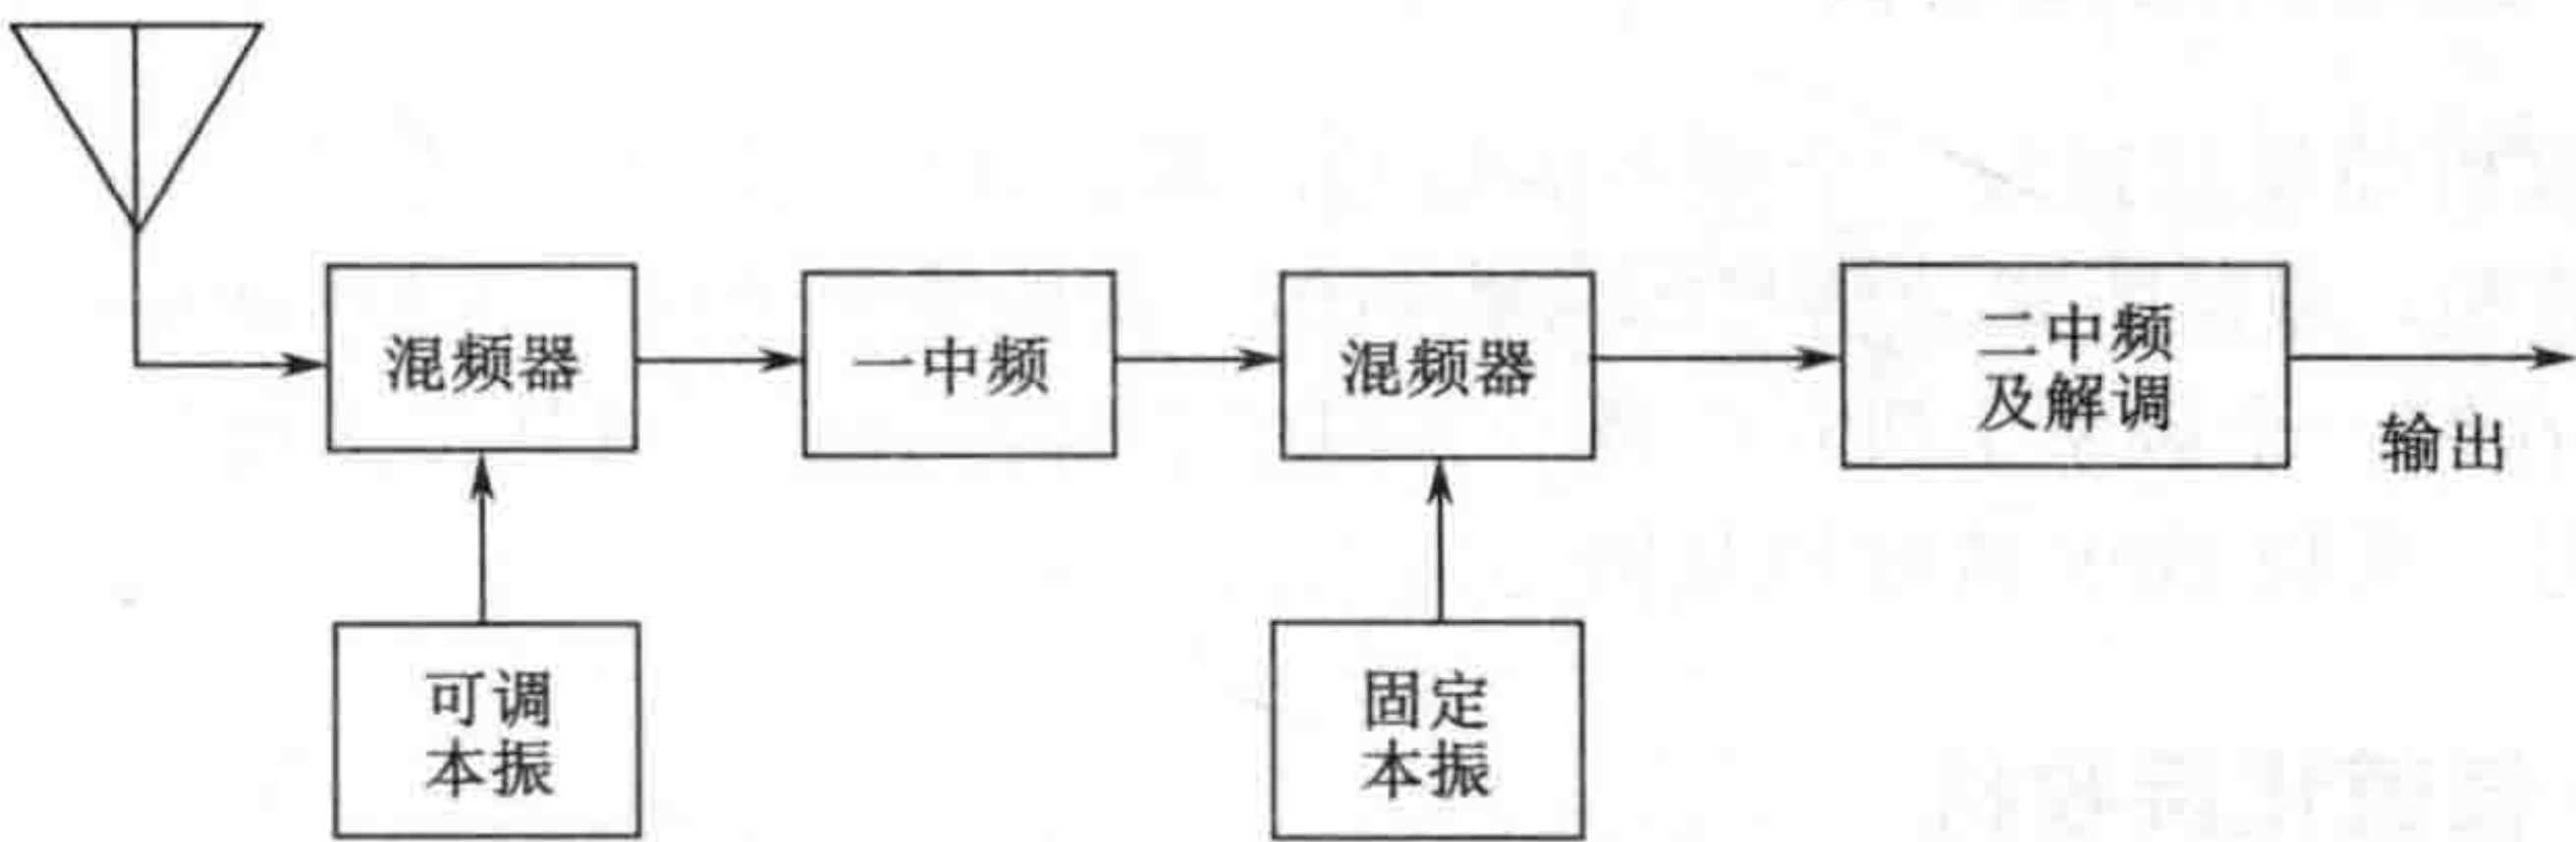 混频器
一中频
混频器
二中频
及解调
输出
可调
本振
固定
本振